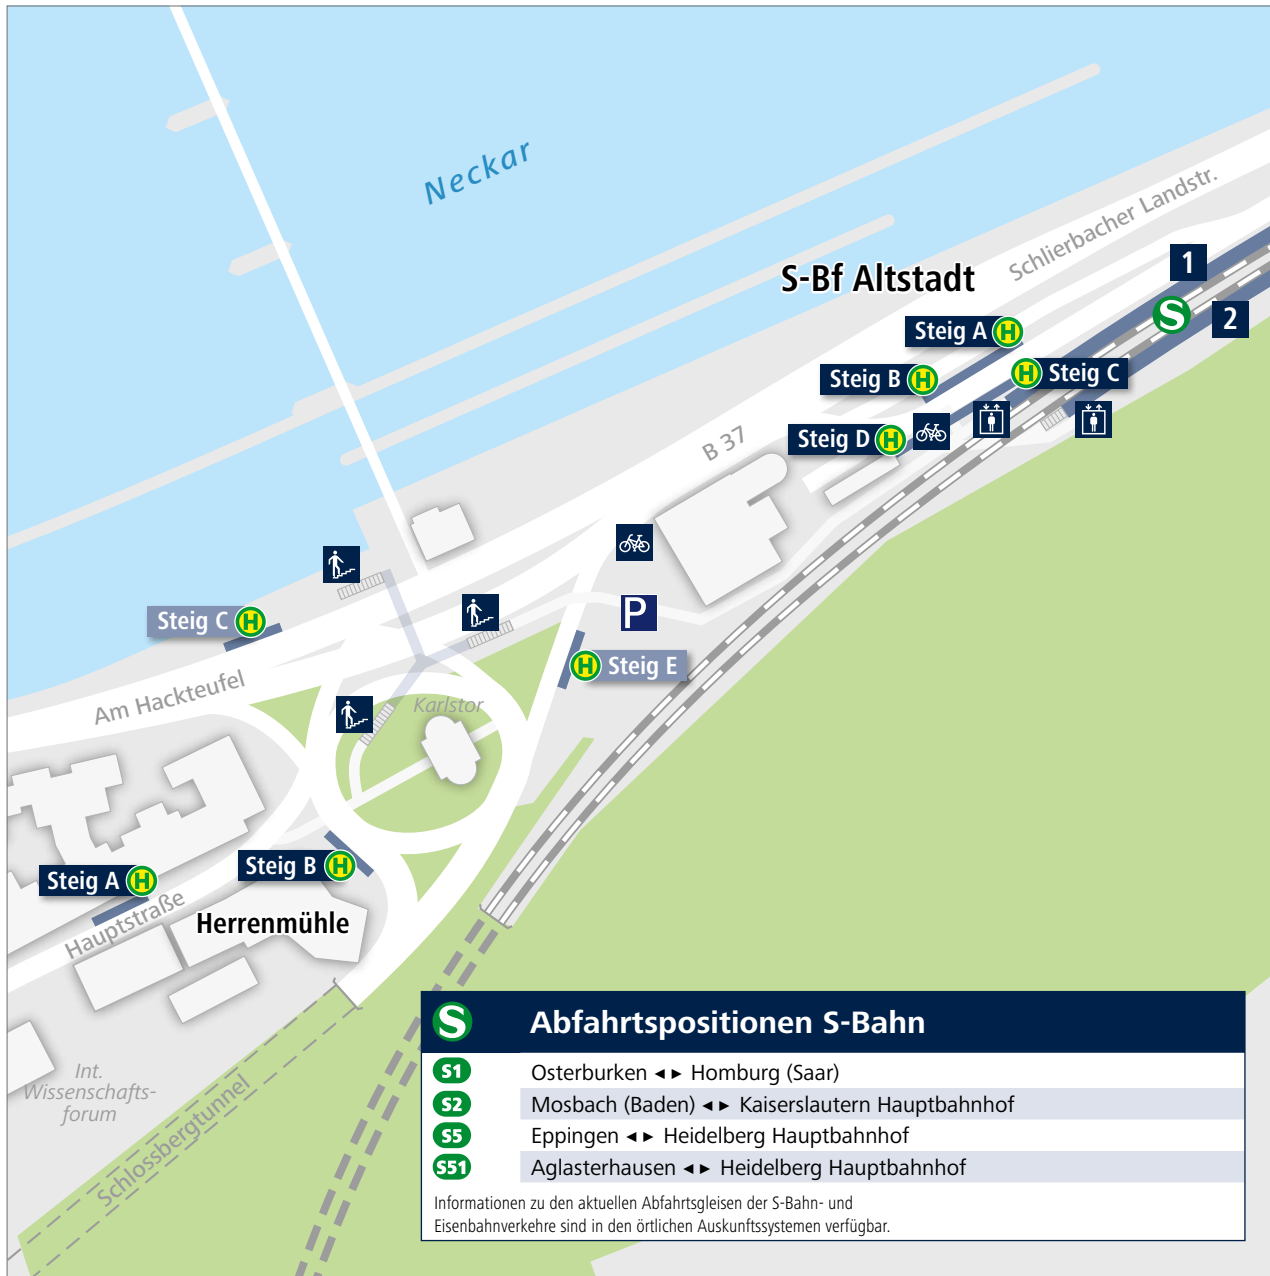 Neckar
Schlierbacher Landstr.
S-Bf Altstadt
1
S
2
Steig A H
H Steig C
Steig B H
Steig D H
B 37
P
Steig C H
H Steig E
Am Hackteufel
Karlstor
Steig B H
Steig A H
Hauptstraße
Herrenmühle
Int.
Wissenschafts-
forum
Schlossbergtunnel
S Abfahrtspositionen S-Bahn
S1 Osterburken ◄► Homburg (Saar)
S2 Mosbach (Baden) ◄► Kaiserslautern Hauptbahnhof
S5 Eppingen ◄► Heidelberg Hauptbahnhof
S51 Aglasterhausen ◄► Heidelberg Hauptbahnhof
Informationen zu den aktuellen Abfahrtsgleisen der S-Bahn- und
Eisenbahnverkehre sind in den örtlichen Auskunftssystemen verfügbar.